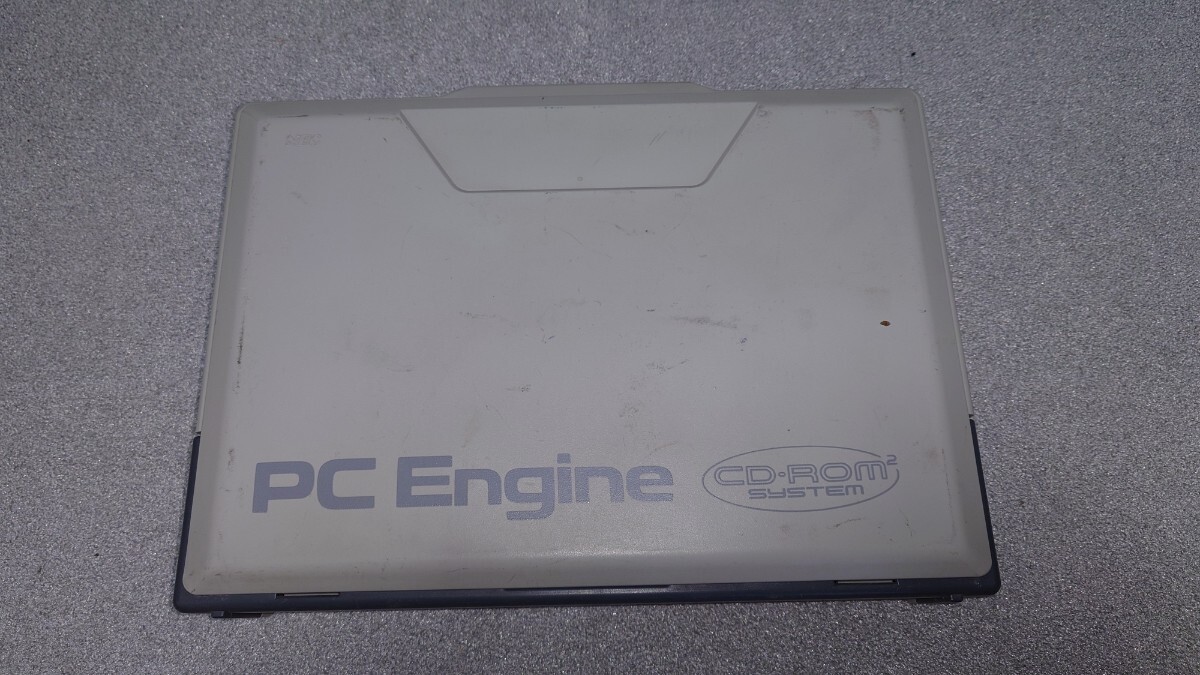 PC Engine
CD・ROM²
SYSTEM